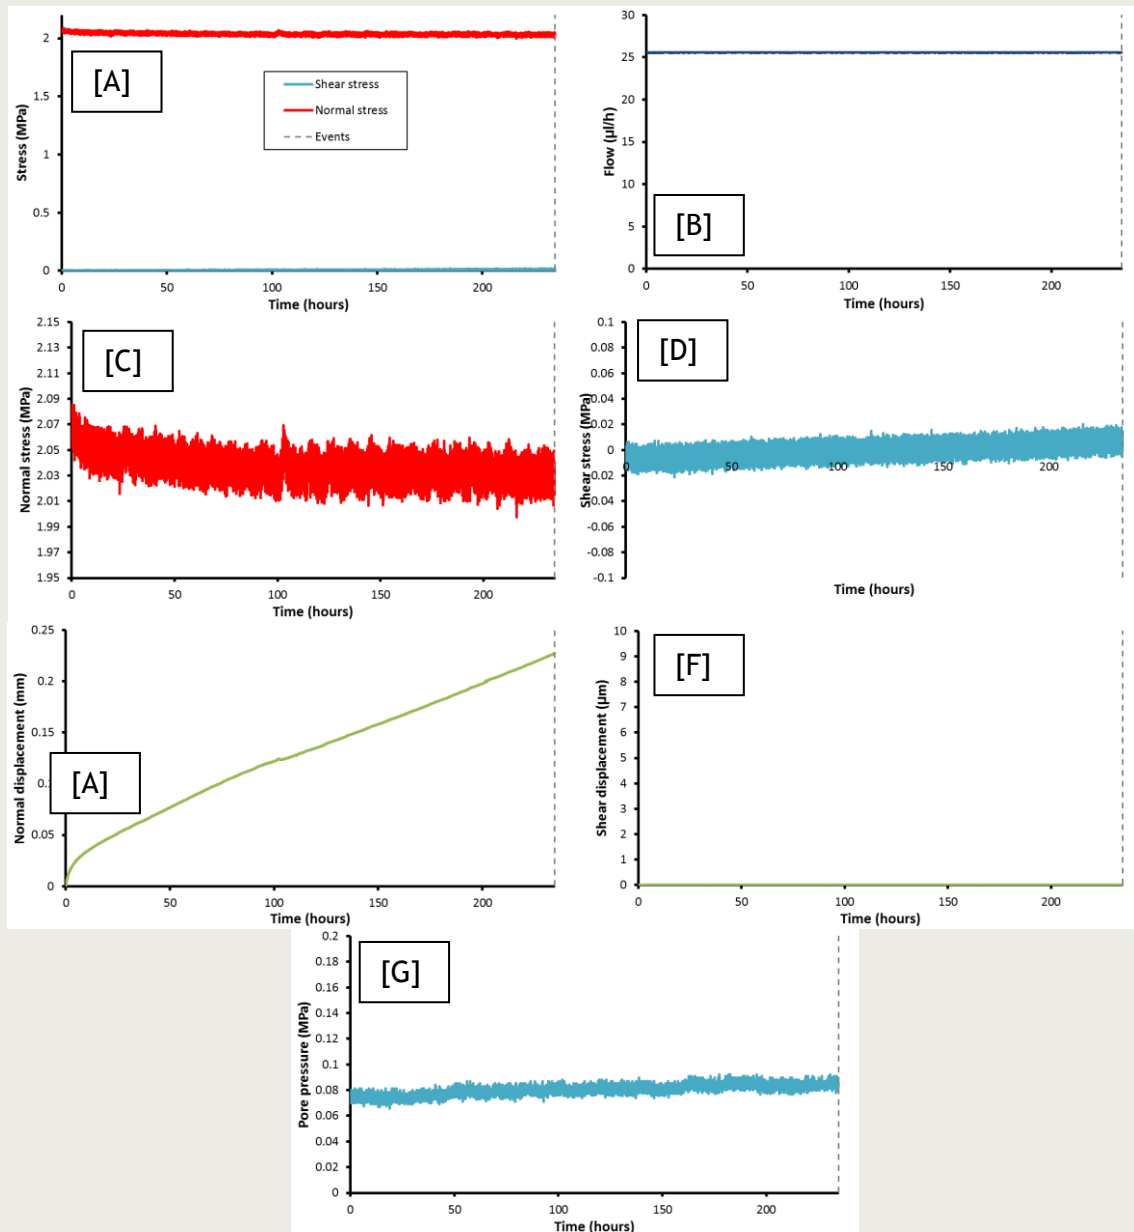 2
1.5
1
0.5
0
Stress (MPa)
[A]
Shear stress
Normal stress
Events
0 50 100 150 200
Time (hours)
30
25
20
15
10
5
0
Flow (µl/h)
[B]
0 50 100 150 200
Time (hours)
2.15
2.13
2.11
2.09
2.07
2.05
2.03
2.01
1.99
1.97
1.95
Normal stress (MPa)
[C]
0 50 100 150 200
Time (hours)
0.1
0.08
0.06
0.04
0.02
0
-0.02
-0.04
-0.06
-0.08
-0.1
Shear stress (MPa)
[D]
0 50 100 150 200
Time (hours)
0.25
0.2
0.15
0.1
0.05
0
Normal displacement (mm)
[A]
0 50 100 150 200
Time (hours)
10
9
8
7
6
5
4
3
2
1
0
Shear displacement (µm)
[F]
0 50 100 150 200
Time (hours)
0.2
0.18
0.16
0.14
0.12
0.1
0.08
0.06
0.04
0.02
0
Pore pressure (MPa)
[G]
0 50 100 150 200
Time (hours)